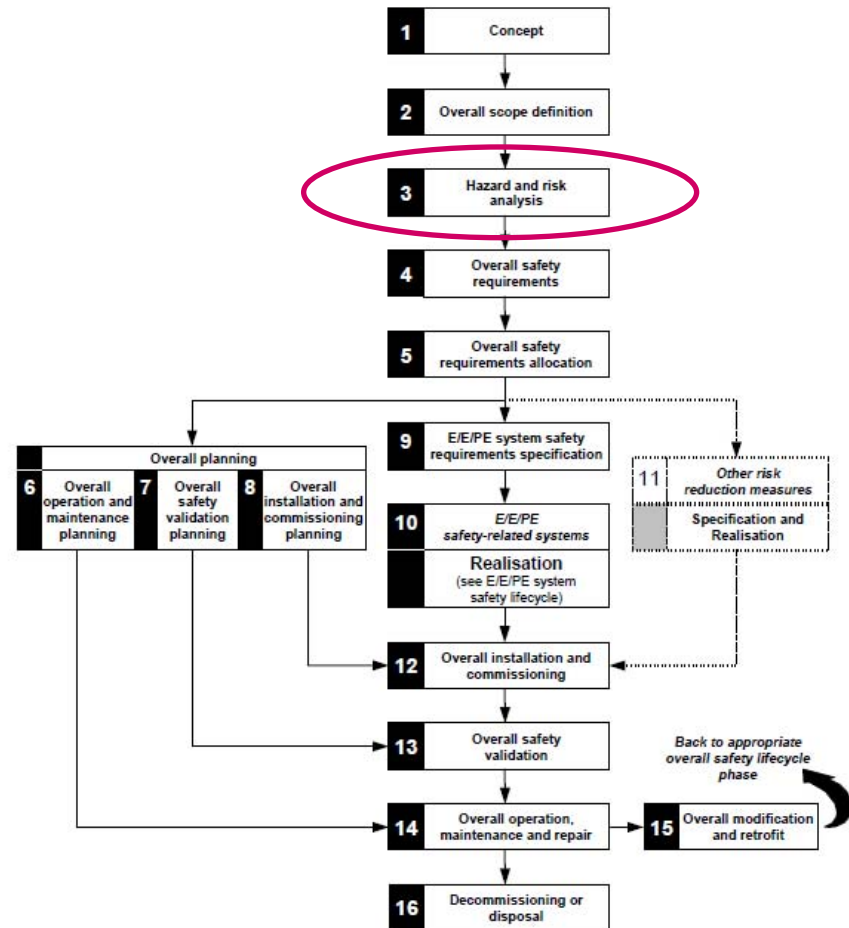 1
Concept
2
Overall scope definition
3
Hazard and risk
analysis
4
Overall safety
requirements
5
Overall safety
requirements allocation
Overall planning
6
Overall
operation and
maintenance
planning
7
Overall
safety
validation
planning
8
Overall
installation and
commissioning
planning
9
E/E/PE system safety
requirements specification
10
E/E/PE
safety-related systems
Realisation
(see E/E/PE system
safety lifecycle)
11
Other risk
reduction measures
Specification and
Realisation
12
Overall installation and
commissioning
13
Overall safety
validation
Back to appropriate
overall safety lifecycle
phase
14
Overall operation,
maintenance and repair
15
Overall modification
and retrofit
16
Decommissioning or
disposal